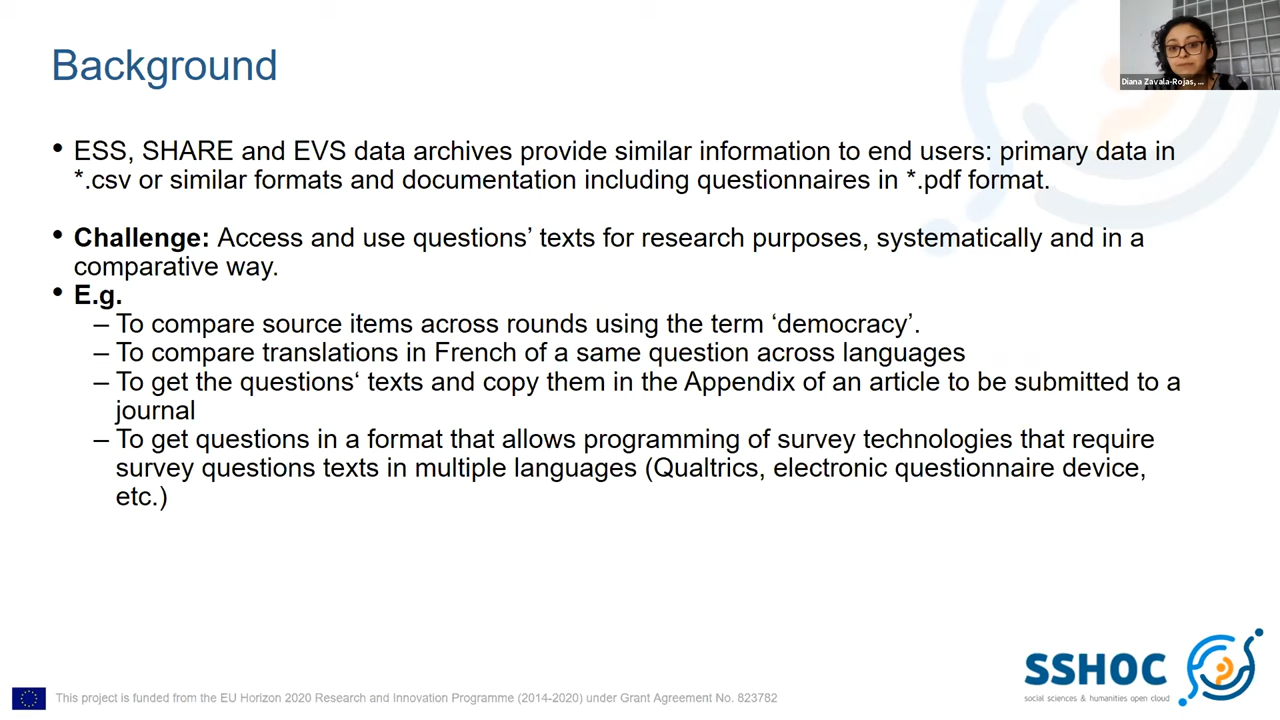 Background
Diana Zavala-Rojas, ...
• ESS, SHARE and EVS data archives provide similar information to end users: primary data in
*.csv or similar formats and documentation including questionnaires in *.pdf format.
• Challenge: Access and use questions’ texts for research purposes, systematically and in a
comparative way.
• E.g.
– To compare source items across rounds using the term ‘democracy’.
– To compare translations in French of a same question across languages
– To get the questions‘ texts and copy them in the Appendix of an article to be submitted to a
journal
– To get questions in a format that allows programming of survey technologies that require
survey questions texts in multiple languages (Qualtrics, electronic questionnaire device,
etc.)
SSHOC
social sciences & humanities open cloud
This project is funded from the EU Horizon 2020 Research and Innovation Programme (2014-2020) under Grant Agreement No. 823782